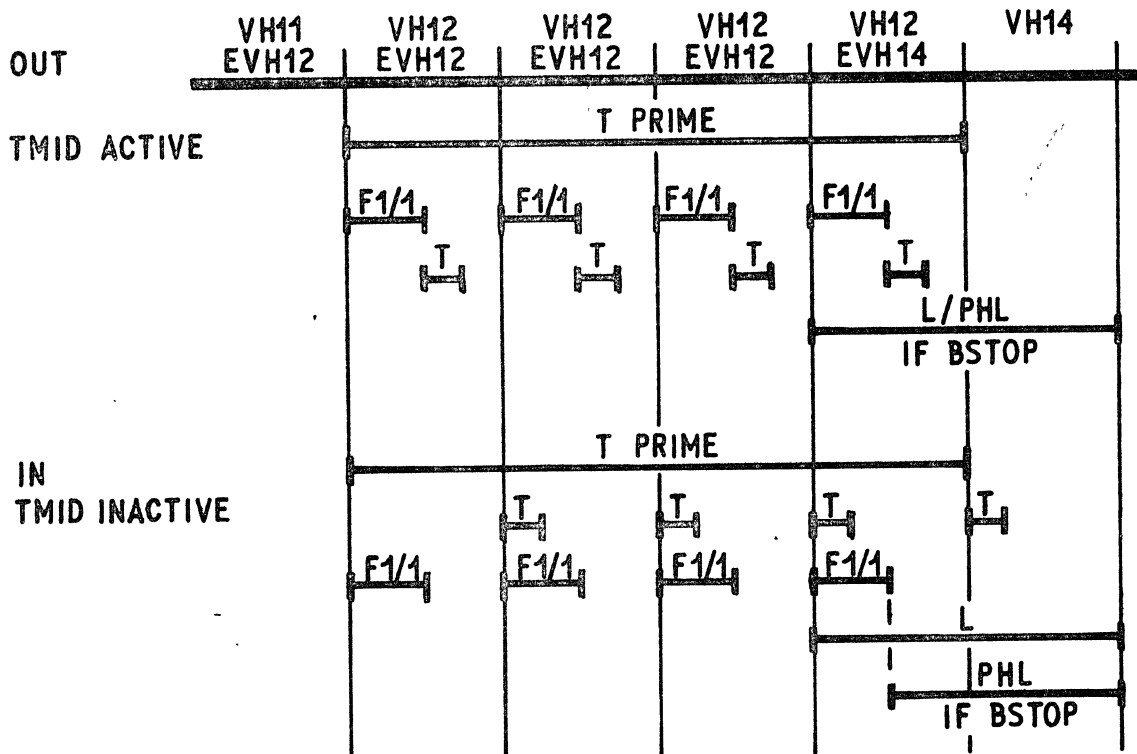 VH11 VH12 VH12 VH12 VH12 VH14
OUT EVH12 EVH12 EVH12 EVH12 EVH14
T PRIME
TMID ACTIVE
F1/1 F1/1 F1/1 F1/1
T T T T
L/PHL
IF BSTOP
T PRIME
IN
TMID INACTIVE T T T T
F1/1 F1/1 F1/1 F1/1
L
PHL
IF BSTOP